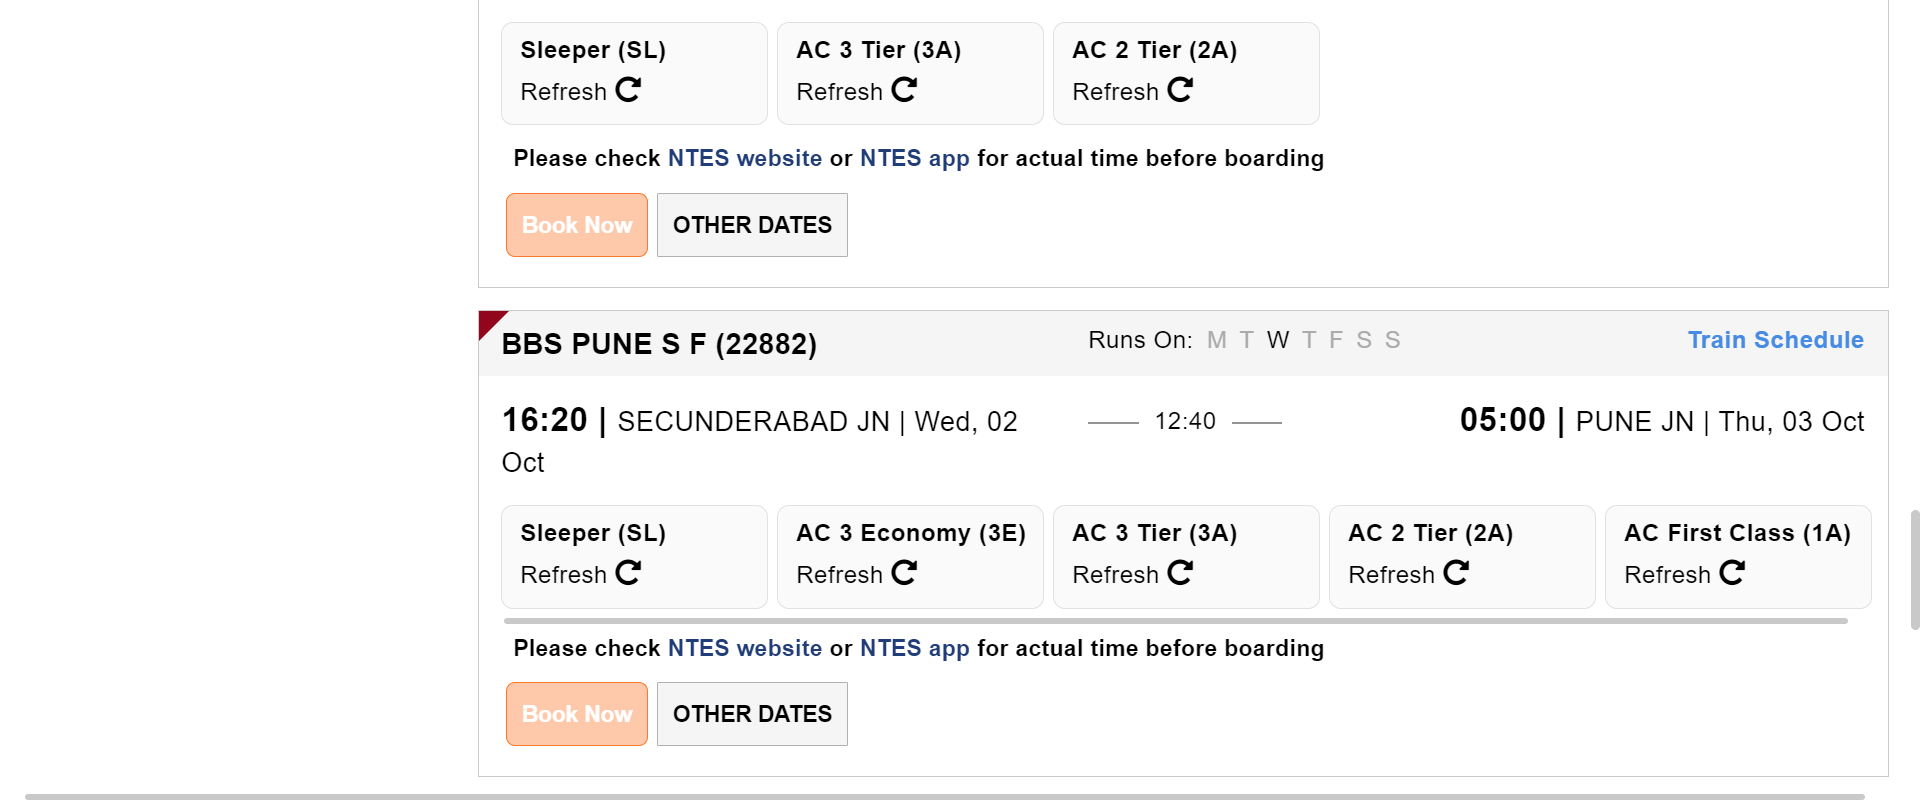 Sleeper (SL) AC 3 Tier (3A) AC 2 Tier (2A)
Refresh Refresh Refresh
Please check NTES website or NTES app for actual time before boarding
Book Now OTHER DATES
BBS PUNE S F (22882) Runs On: M T W T F S S Train Schedule
16:20 | SECUNDERABAD JN | Wed, 02 12:40 05:00 | PUNE JN | Thu, 03 Oct
Oct
Sleeper (SL) AC 3 Economy (3E) AC 3 Tier (3A) AC 2 Tier (2A) AC First Class (1A)
Refresh Refresh Refresh Refresh Refresh
Please check NTES website or NTES app for actual time before boarding
Book Now OTHER DATES